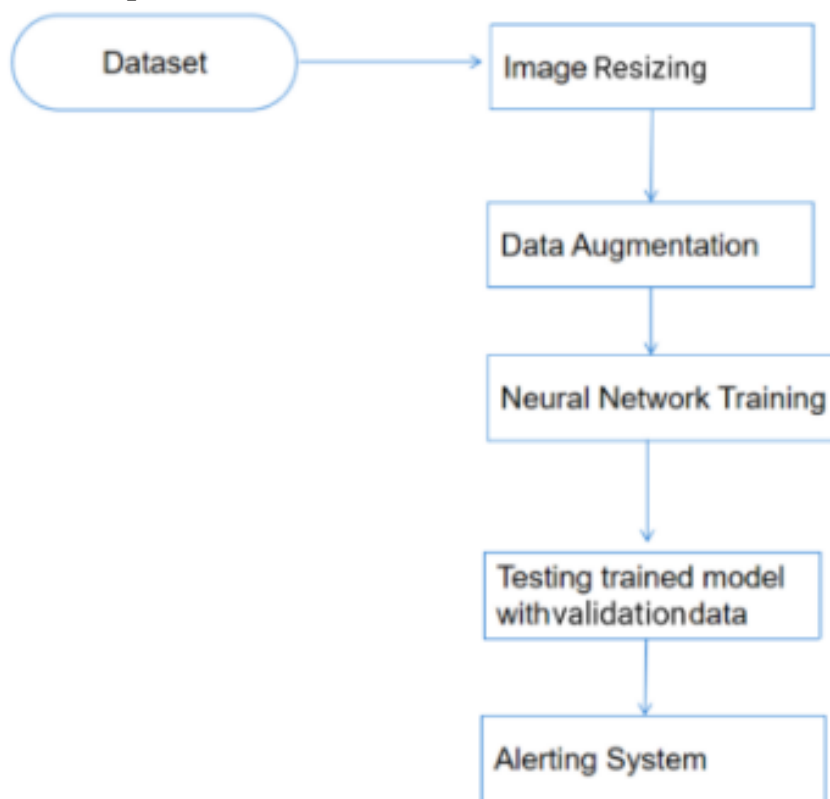 Dataset
Image Resizing
Data Augmentation
Neural Network Training
Testing trained model
withvalidationdata
Alerting System